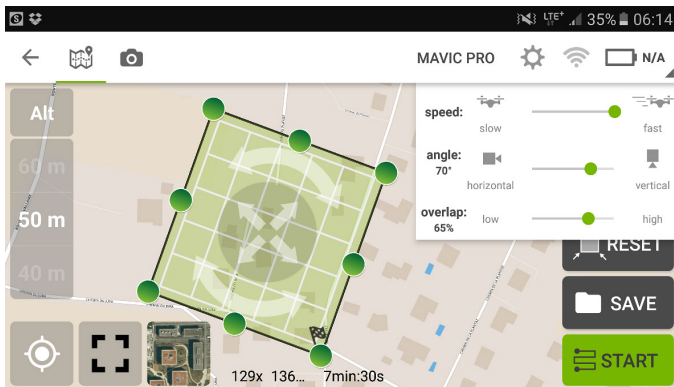 LTE+ 35% 06:14
MAVIC PRO N/A
Alt
60 m
50 m
40 m
speed:
slow fast
angle:
70°
horizontal vertical
overlap:
65%
low high
RESET
SAVE
START
129x 136… 7min:30s